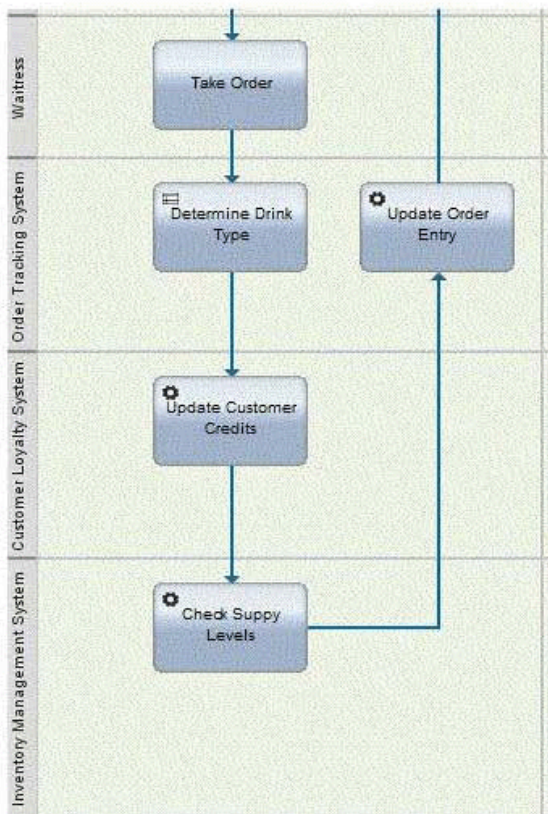 Waitress
Take Order
Order Tracking System
Determine Drink
Type
Update Order
Entry
Customer Loyalty System
Update Customer
Credits
Inventory Management System
Check Suppy
Levels